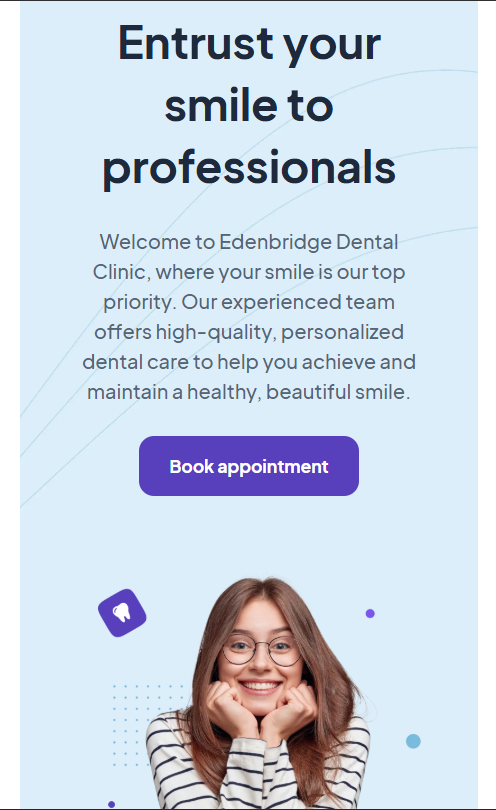 Entrust your
smile to
professionals
Welcome to Edenbridge Dental
Clinic, where your smile is our top
priority. Our experienced team
offers high-quality, personalized
dental care to help you achieve and
maintain a healthy, beautiful smile.
Book appointment